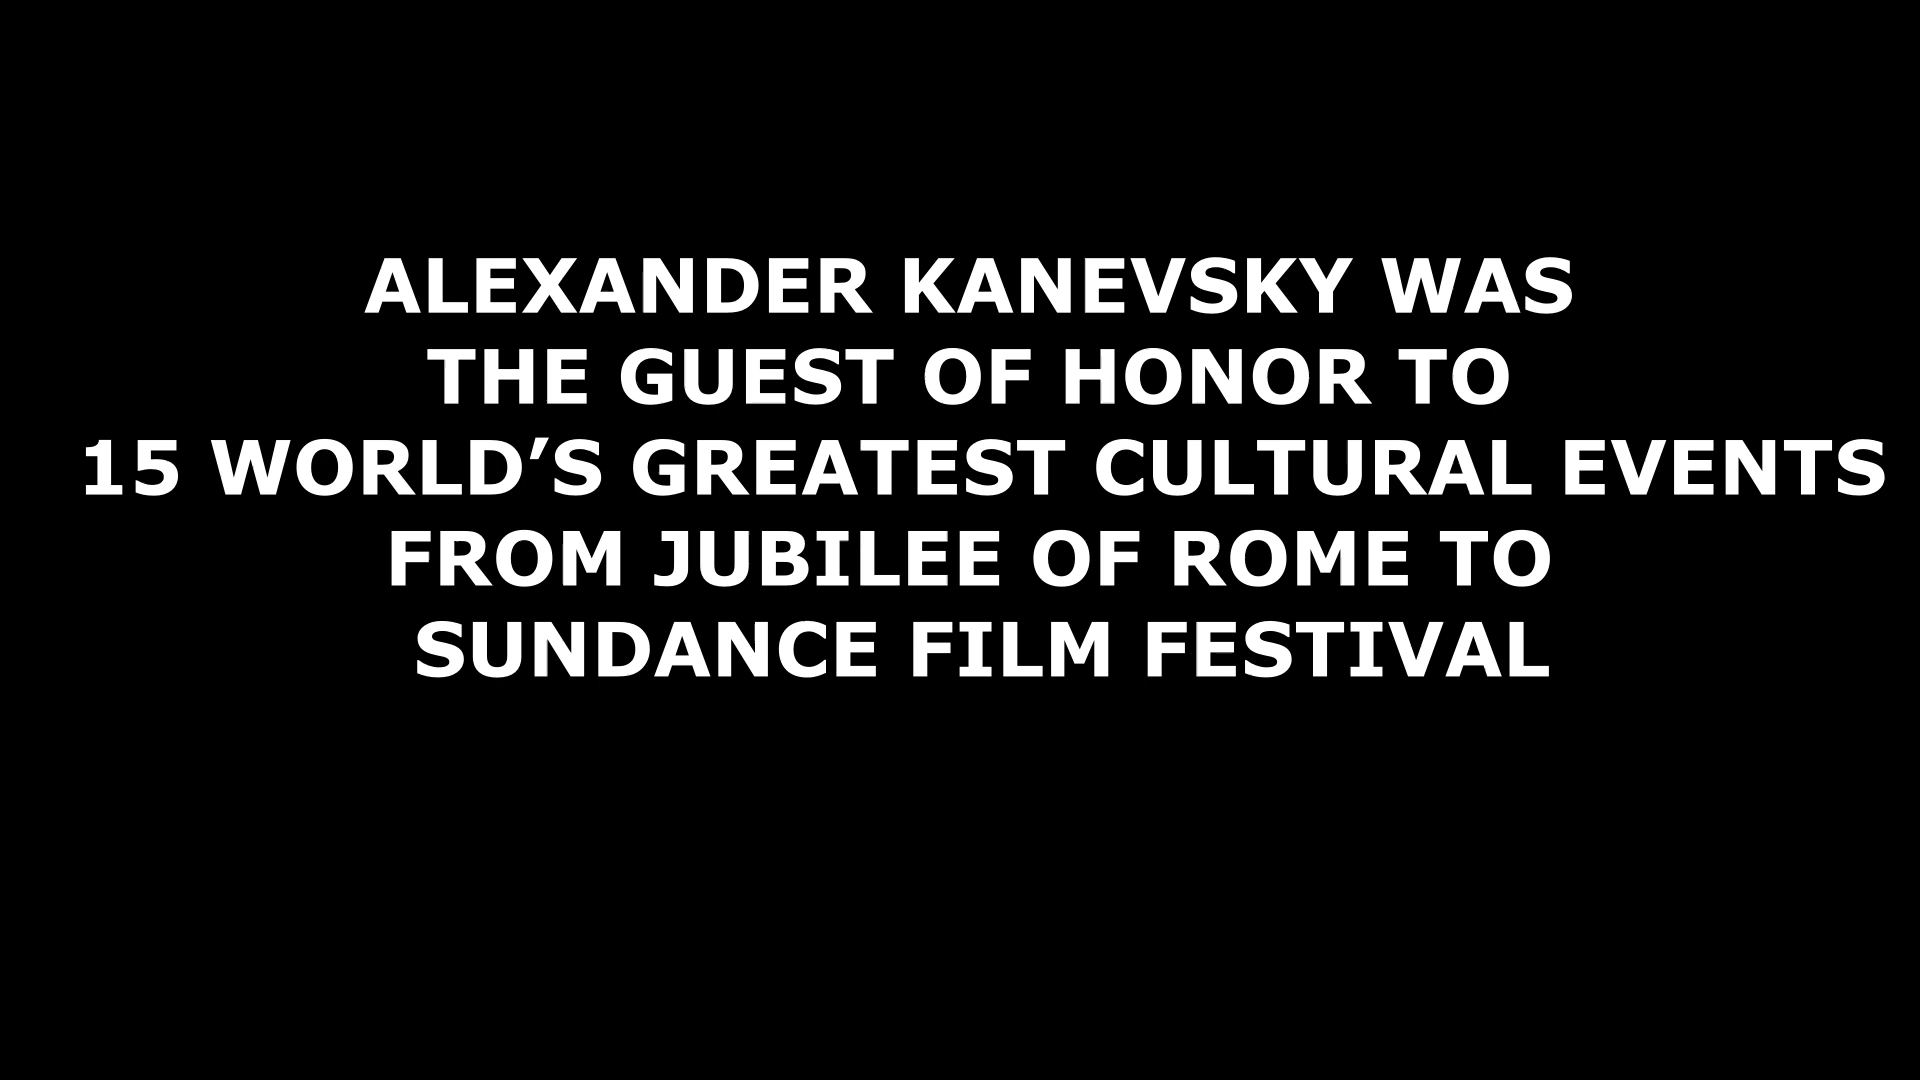 ALEXANDER KANEVSKY WAS
THE GUEST OF HONOR TO
15 WORLD’S GREATEST CULTURAL EVENTS
FROM JUBILEE OF ROME TO
SUNDANCE FILM FESTIVAL